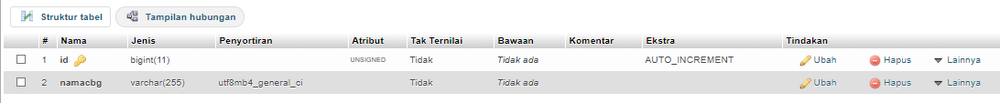 Struktur tabel Tampilan hubungan
# Nama Jenis Penyortiran Atribut Tak Ternilai Bawaan Komentar Ekstra Tindakan
1 id bigint(11) UNSIGNED Tidak Tidak ada AUTO_INCREMENT Ubah Hapus Lainnya
2 namacbg varchar(255) utf8mb4_general_ci Tidak Tidak ada Ubah Hapus Lainnya